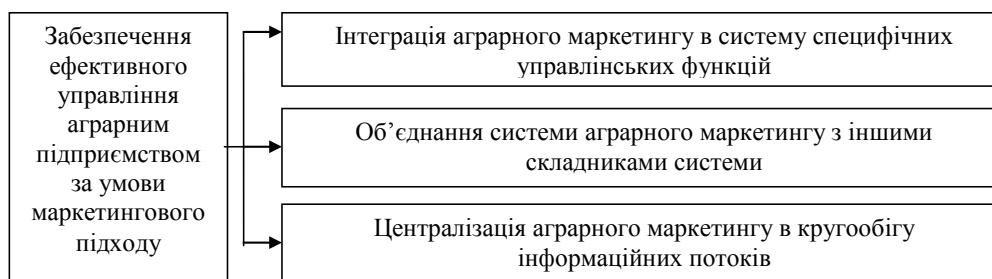 Забезпечення
ефективного
управління
аграрним
підприємством
за умови
маркетингового
підходу
Інтеграція аграрного маркетингу в систему специфічних
управлінських функцій
Об’єднання системи аграрного маркетингу з іншими
складниками системи
Централізація аграрного маркетингу в кругообігу
інформаційних потоків